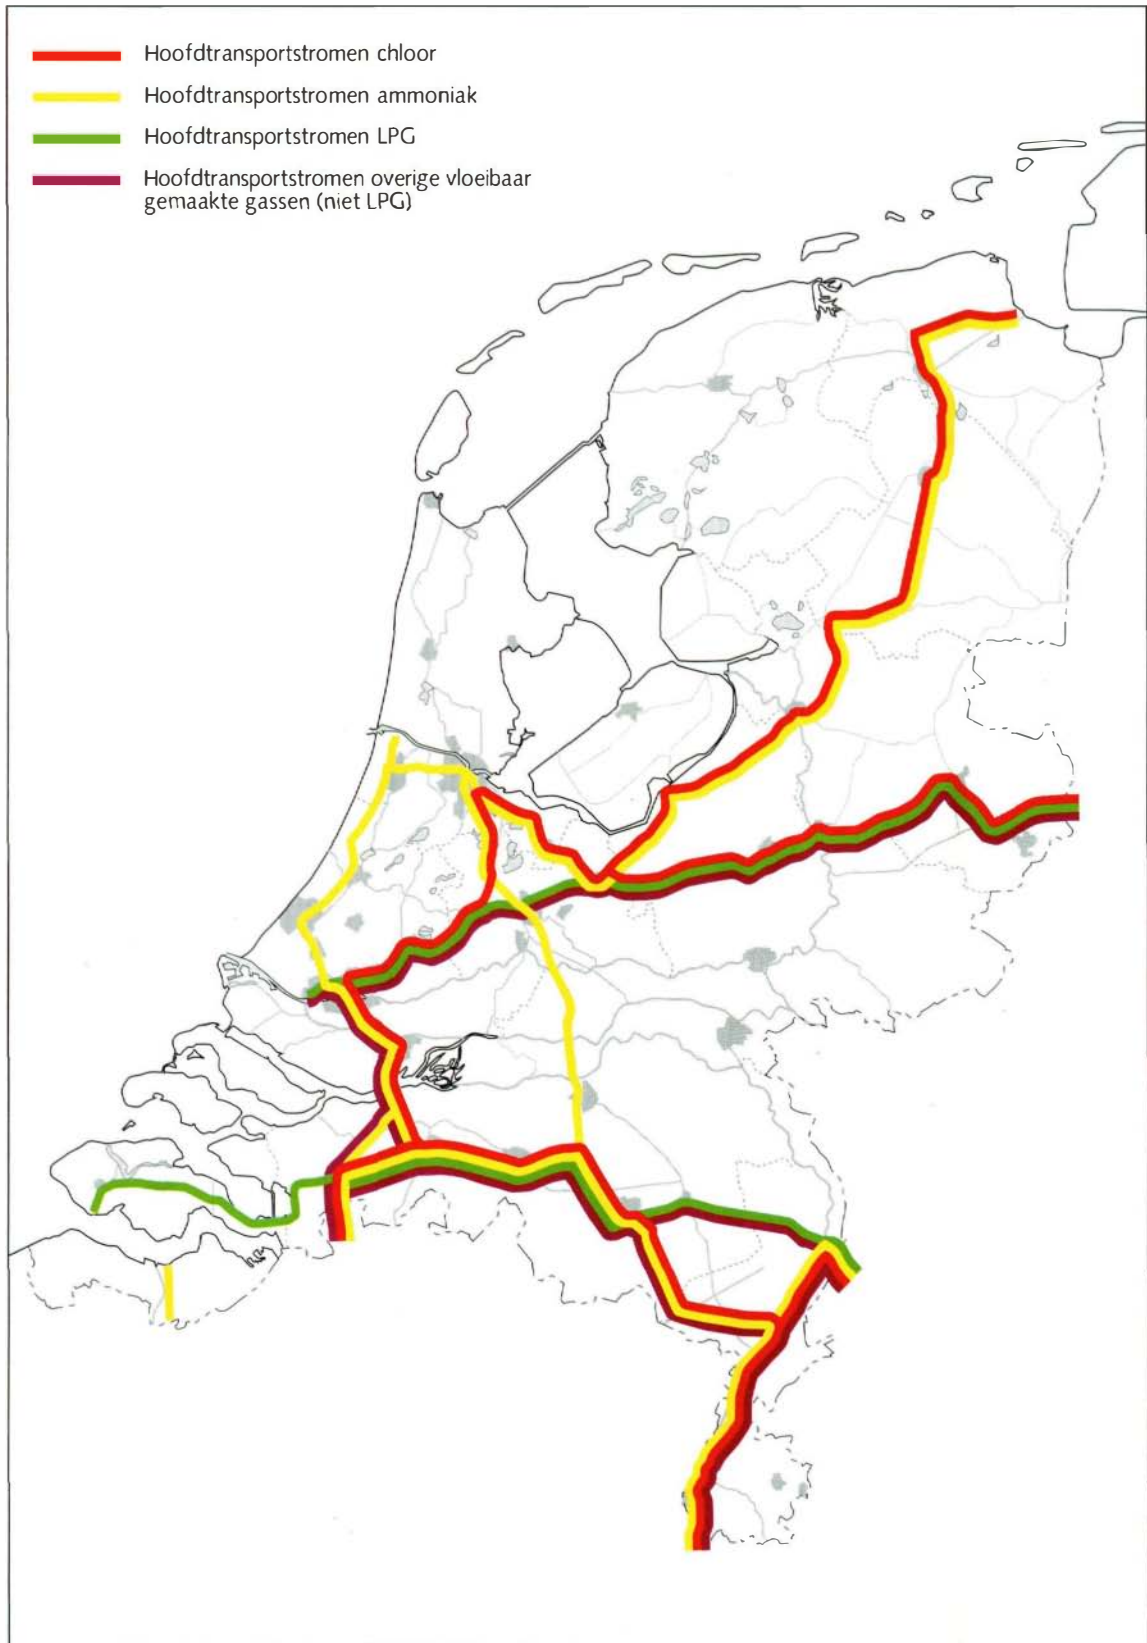 Hoofdtransportstromen chloor
Hoofdtransportstromen ammoniak
Hoofdtransportstromen LPG
Hoofdtransportstromen overige vloeibaar
gemaakte gassen (niet LPG)